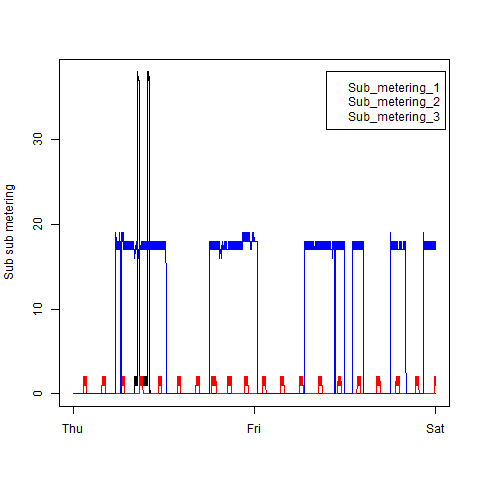 Sub_metering_1
Sub_metering_2
Sub_metering_3
Sub sub metering
30
20
10
0
Thu Fri Sat